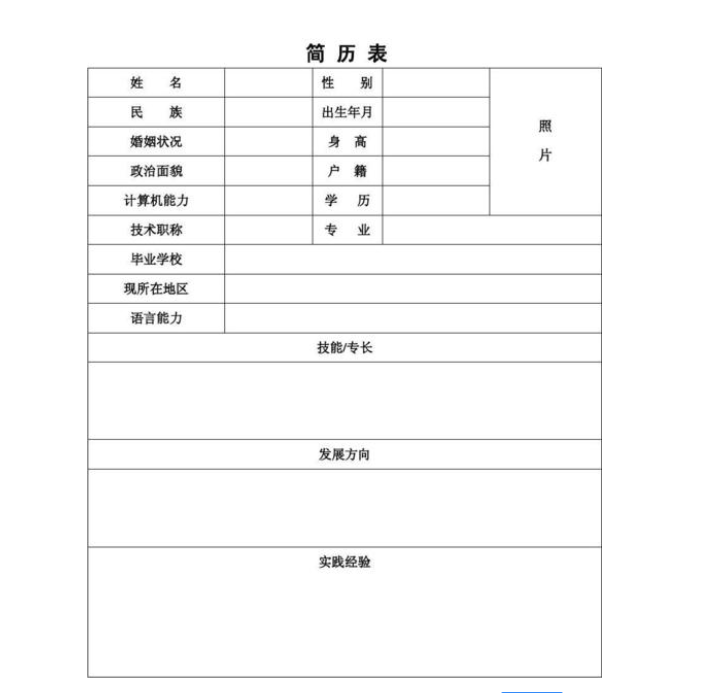 简 历 表
姓 名 性 别
民 族 出生年月
照
婚姻状况 身 高
片
政治面貌 户 籍
计算机能力 学 历
技术职称 专 业
毕业学校
现所在地区
语言能力
技能/专长
发展方向
实践经验